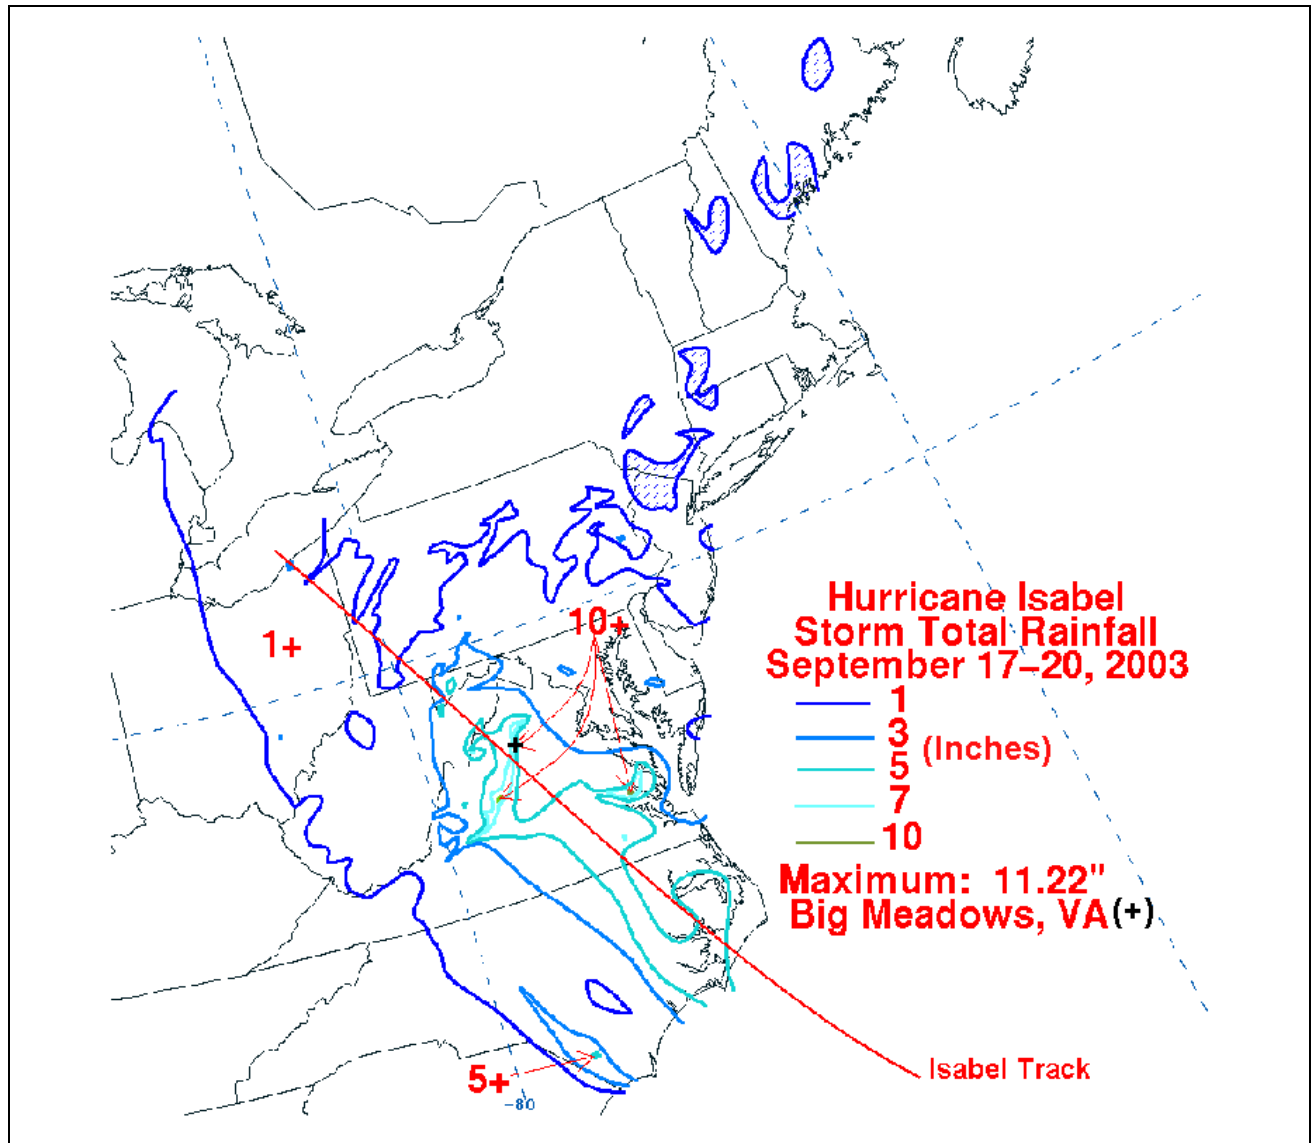 10+
1+
Hurricane Isabel
Storm Total Rainfall
September 17-20, 2003
1
3
(Inches)
5
7
10
Maximum: 11.22"
Big Meadows, VA(+)
Isabel Track
5+
-80